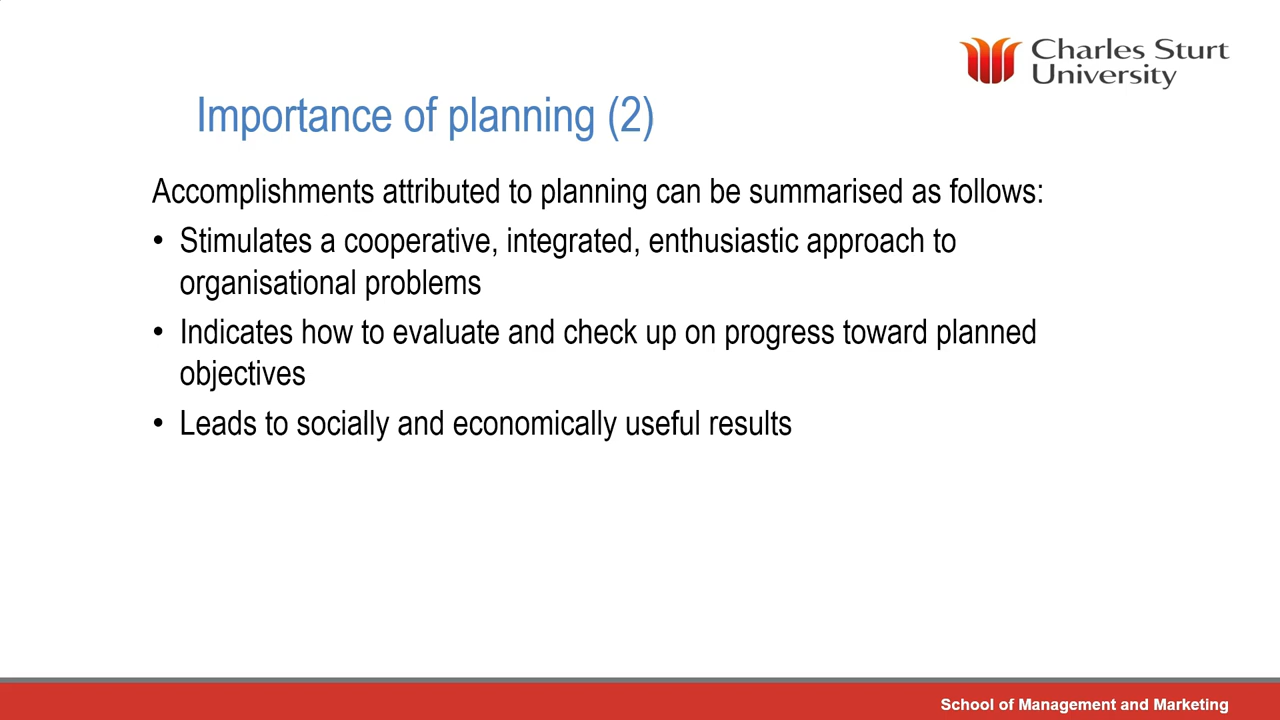 Charles Sturt
University
Importance of planning (2)
Accomplishments attributed to planning can be summarised as follows:
• Stimulates a cooperative, integrated, enthusiastic approach to
organisational problems
• Indicates how to evaluate and check up on progress toward planned
objectives
• Leads to socially and economically useful results
School of Management and Marketing